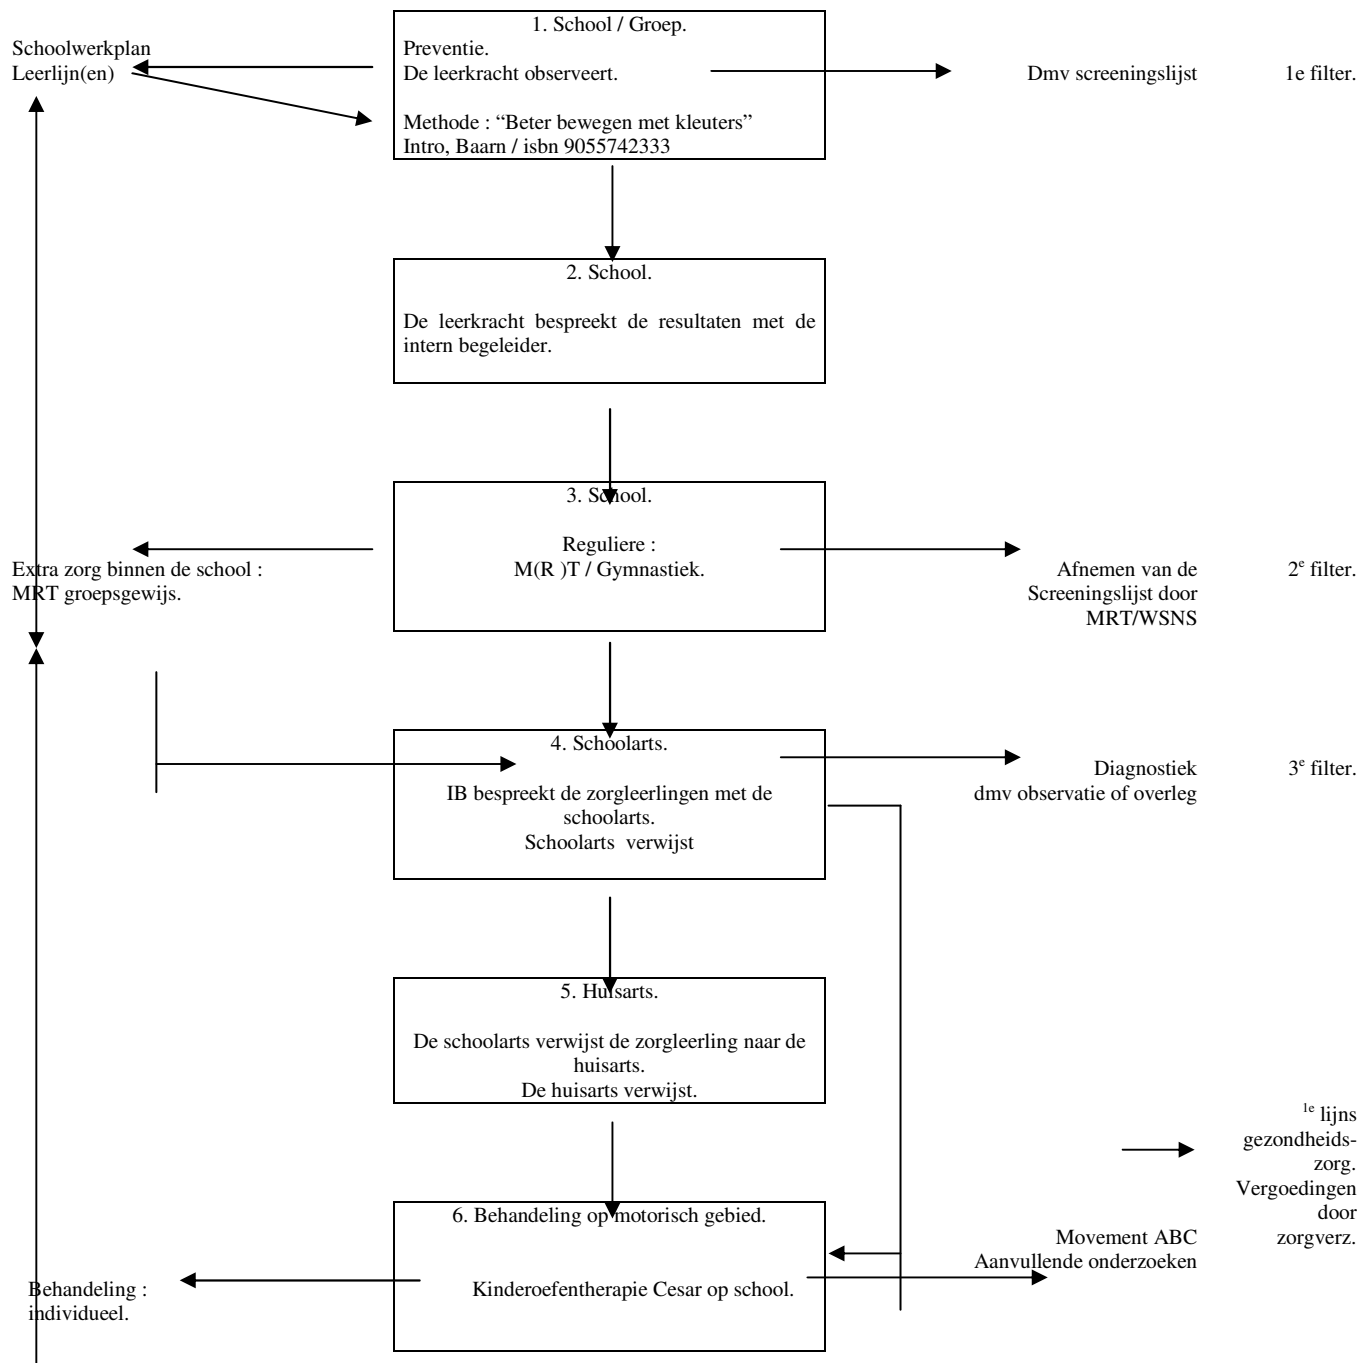 1. School / Groep.
Schoolwerkplan
Leerlijn(en)
Preventie.
De leerkracht observeert.
Methode : “Beter bewegen met kleuters”
Intro, Baarn / isbn 9055742333
Dmv screeningslijst
1e filter.
2. School.
De leerkracht bespreekt de resultaten met de
intern begeleider.
3. School.
Reguliere :
M(R )T / Gymnastiek.
Extra zorg binnen de school :
MRT groepsgewijs.
Afnemen van de
Screeningslijst door
MRT/WSNS
2e filter.
4. Schoolarts.
IB bespreekt de zorgleerlingen met de
schoolarts.
Schoolarts verwijst
Diagnostiek
dmv observatie of overleg
3e filter.
5. Huisarts.
De schoolarts verwijst de zorgleerling naar de
huisarts.
De huisarts verwijst.
1e lijns
gezondheids-
zorg.
Vergoedingen
door
zorgverz.
6. Behandeling op motorisch gebied.
Kinderoefentherapie Cesar op school.
Movement ABC
Aanvullende onderzoeken
Behandeling :
individueel.